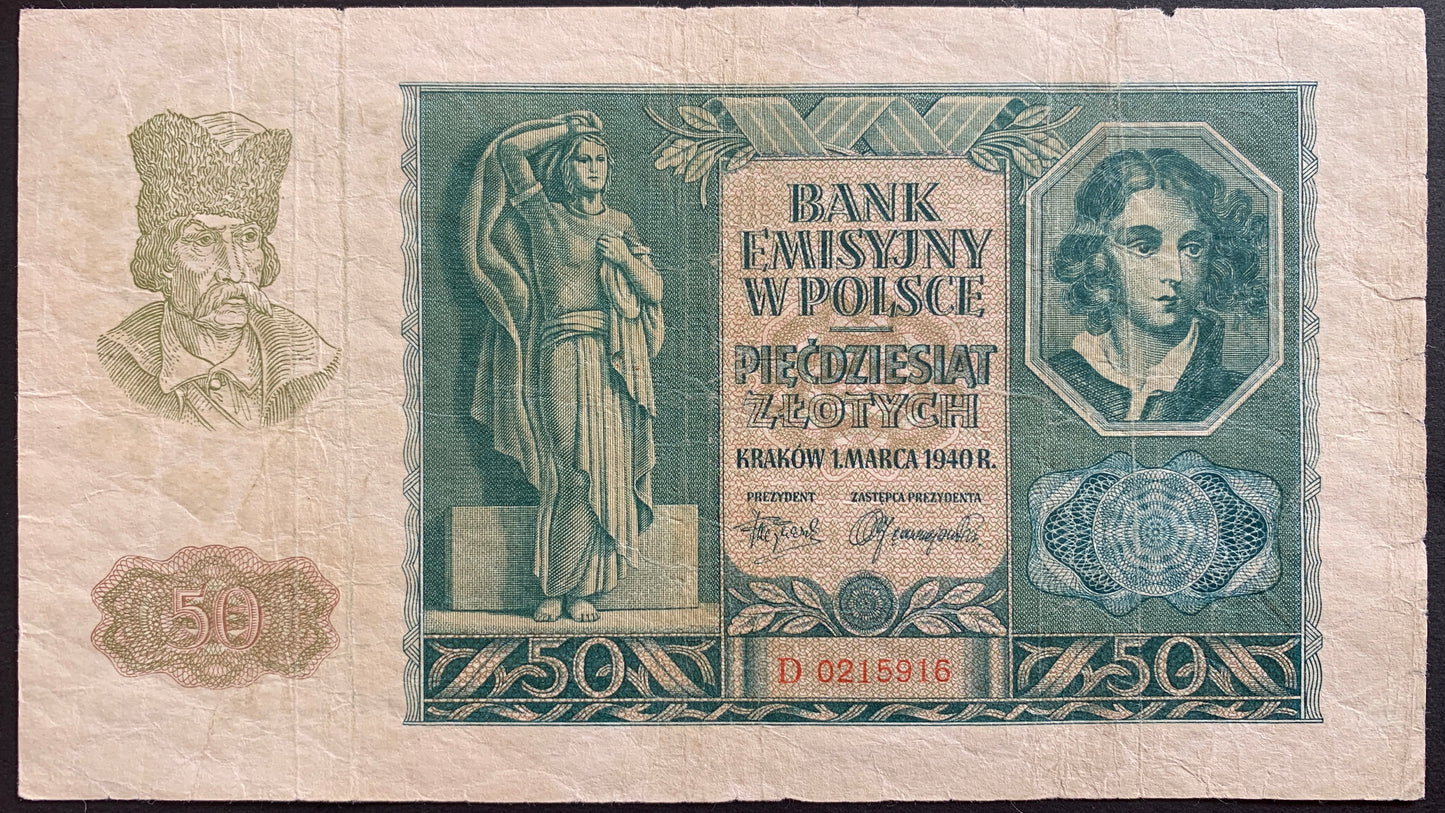 BANK
EMISYJNY
W POLSCE
PIĘĆDZIESIĄT
ZŁOTYCH
KRAKÓW 1. MARCA 1940 R.
PREZYDENT ZASTĘPCA PREZYDENTA
50
50
D 0215916
50